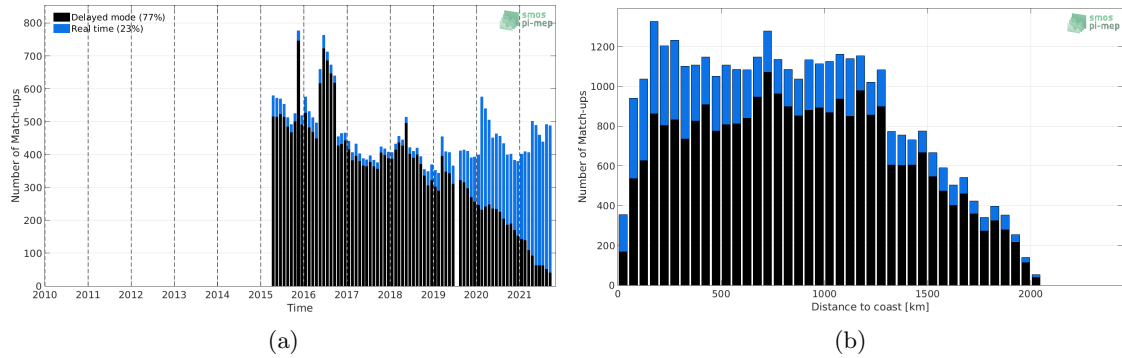 Delayed mode (77%)
Real time (23%)
smos
pi-mep
Number of Match-ups
800
700
600
500
400
300
200
100
0
2010 2011 2012 2013 2014 2015 2016 2017 2018 2019 2020 2021
Time
(a)
smos
pi-mep
Number of Match-ups
1200
1000
800
600
400
200
0
0 500 1000 1500 2000
Distance to coast [km]
(b)